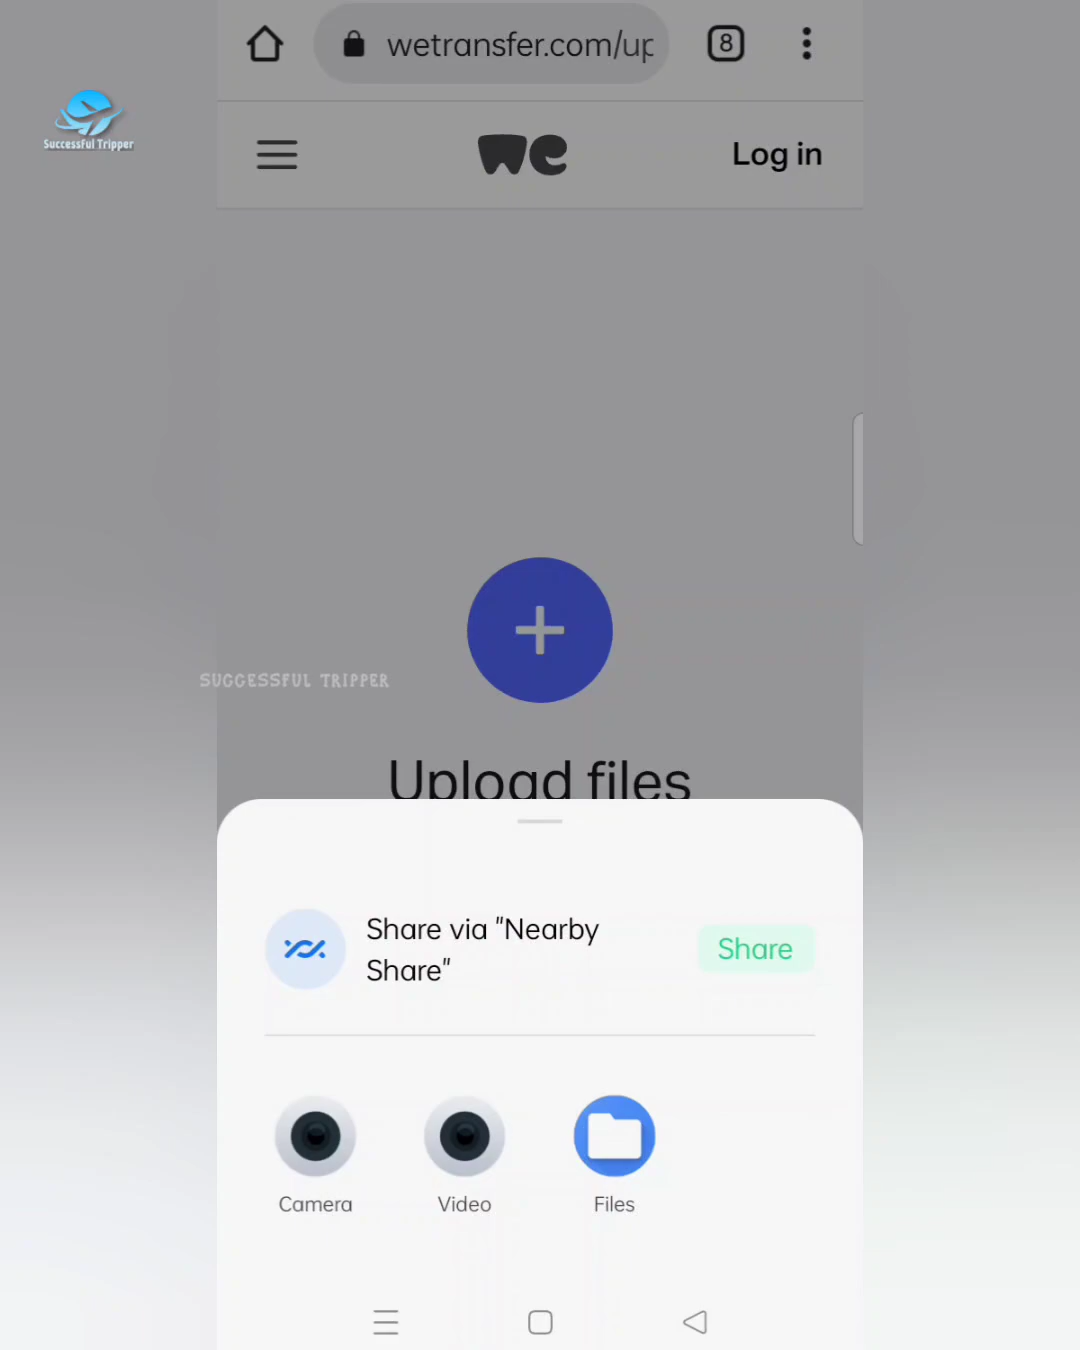 wetransfer.com/up
8
Successful Tripper
we
Log in
SUCCESSFUL TRIPPER
Upload files
Share via "Nearby
Share"
Share
Camera
Video
Files